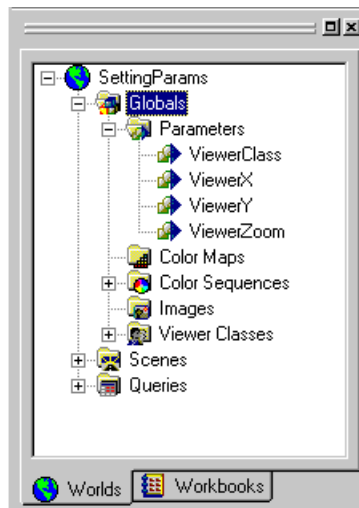 SettingParams
Globals
Parameters
ViewerClass
ViewerX
ViewerY
ViewerZoom
Color Maps
Color Sequences
Images
Viewer Classes
Scenes
Queries
Worlds Workbooks